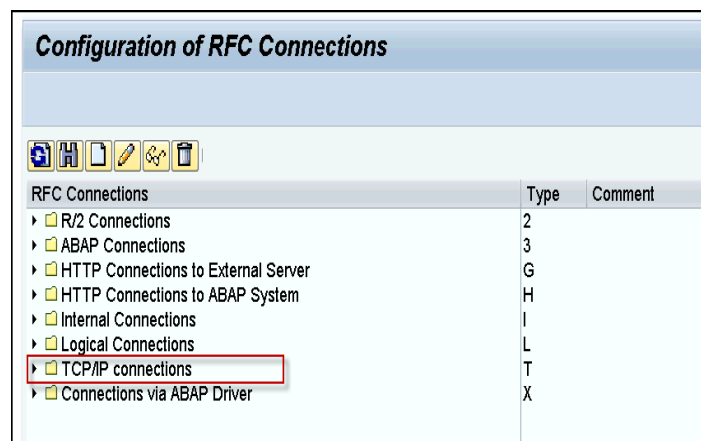 Configuration of RFC Connections
RFC Connections Type Comment
R/2 Connections 2
ABAP Connections 3
HTTP Connections to External Server G
HTTP Connections to ABAP System H
Internal Connections I
Logical Connections L
TCP/IP connections T
Connections via ABAP Driver X